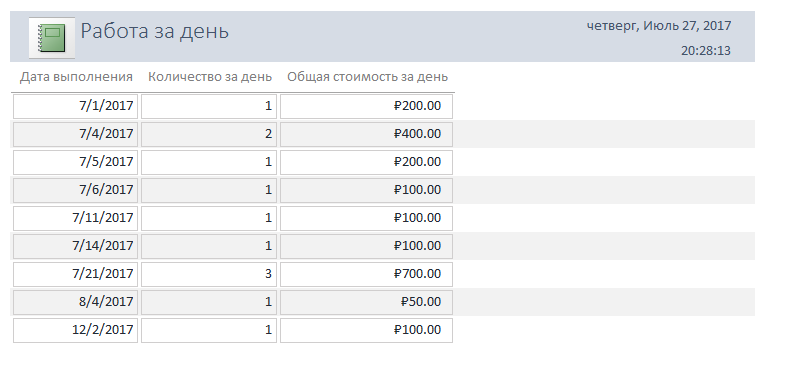 Работа за день
четверг, Июль 27, 2017
20:28:13
Дата выполнения Количество за день Общая стоимость за день
7/1/2017 1 ₽200.00
7/4/2017 2 ₽400.00
7/5/2017 1 ₽200.00
7/6/2017 1 ₽100.00
7/11/2017 1 ₽100.00
7/14/2017 1 ₽100.00
7/21/2017 3 ₽700.00
8/4/2017 1 ₽50.00
12/2/2017 1 ₽100.00